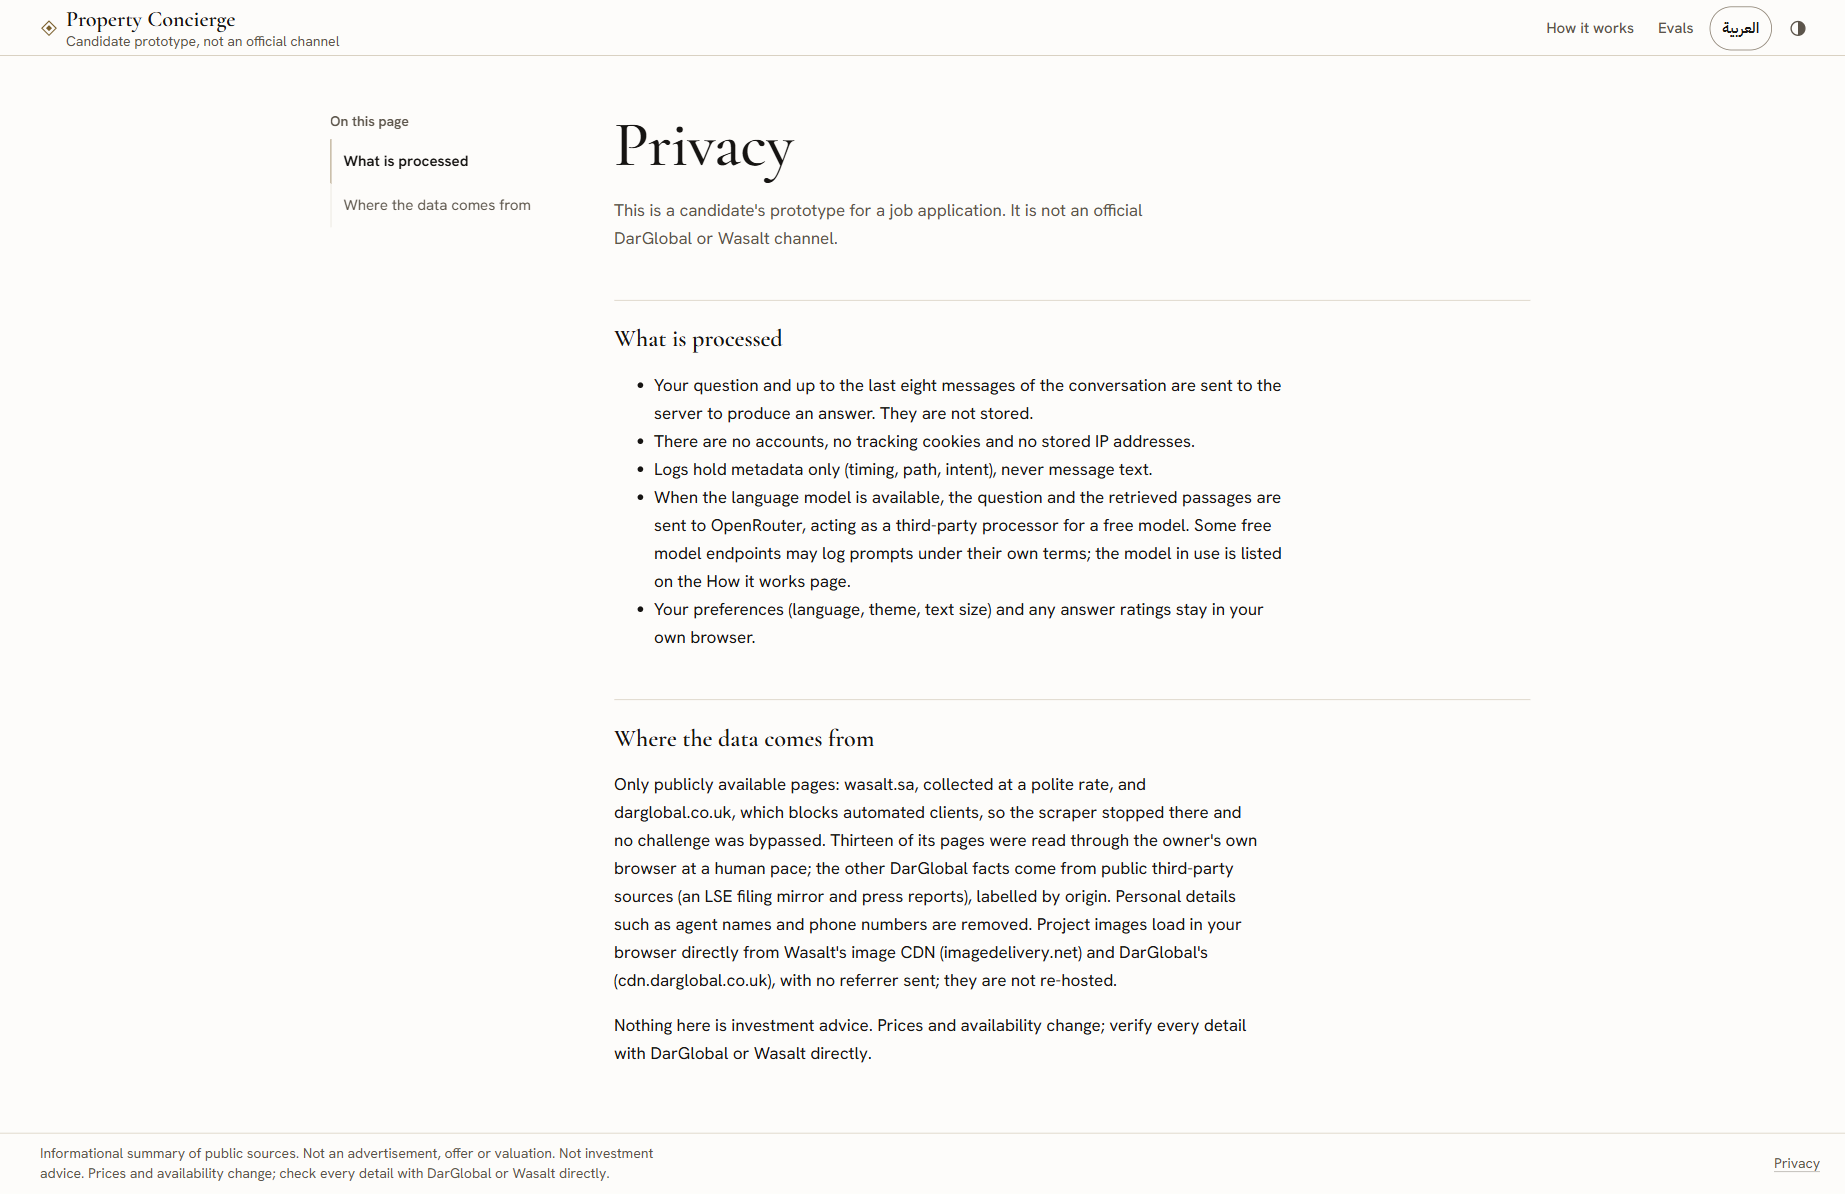 Property Concierge
Candidate prototype, not an official channel
How it works
Evals
العربية
On this page
What is processed
Where the data comes from
Privacy
This is a candidate's prototype for a job application. It is not an official
DarGlobal or Wasalt channel.
What is processed
• Your question and up to the last eight messages of the conversation are sent to the
server to produce an answer. They are not stored.
• There are no accounts, no tracking cookies and no stored IP addresses.
• Logs hold metadata only (timing, path, intent), never message text.
• When the language model is available, the question and the retrieved passages are
sent to OpenRouter, acting as a third-party processor for a free model. Some free
model endpoints may log prompts under their own terms; the model in use is listed
on the How it works page.
• Your preferences (language, theme, text size) and any answer ratings stay in your
own browser.
Where the data comes from
Only publicly available pages: wasalt.sa, collected at a polite rate, and
darglobal.co.uk, which blocks automated clients, so the scraper stopped there and
no challenge was bypassed. Thirteen of its pages were read through the owner's own
browser at a human pace; the other DarGlobal facts come from public third-party
sources (an LSE filing mirror and press reports), labelled by origin. Personal details
such as agent names and phone numbers are removed. Project images load in your
browser directly from Wasalt's image CDN (imagedelivery.net) and DarGlobal's
(cdn.darglobal.co.uk), with no referrer sent; they are not re-hosted.
Nothing here is investment advice. Prices and availability change; verify every detail
with DarGlobal or Wasalt directly.
Informational summary of public sources. Not an advertisement, offer or valuation. Not investment
advice. Prices and availability change; check every detail with DarGlobal or Wasalt directly.
Privacy